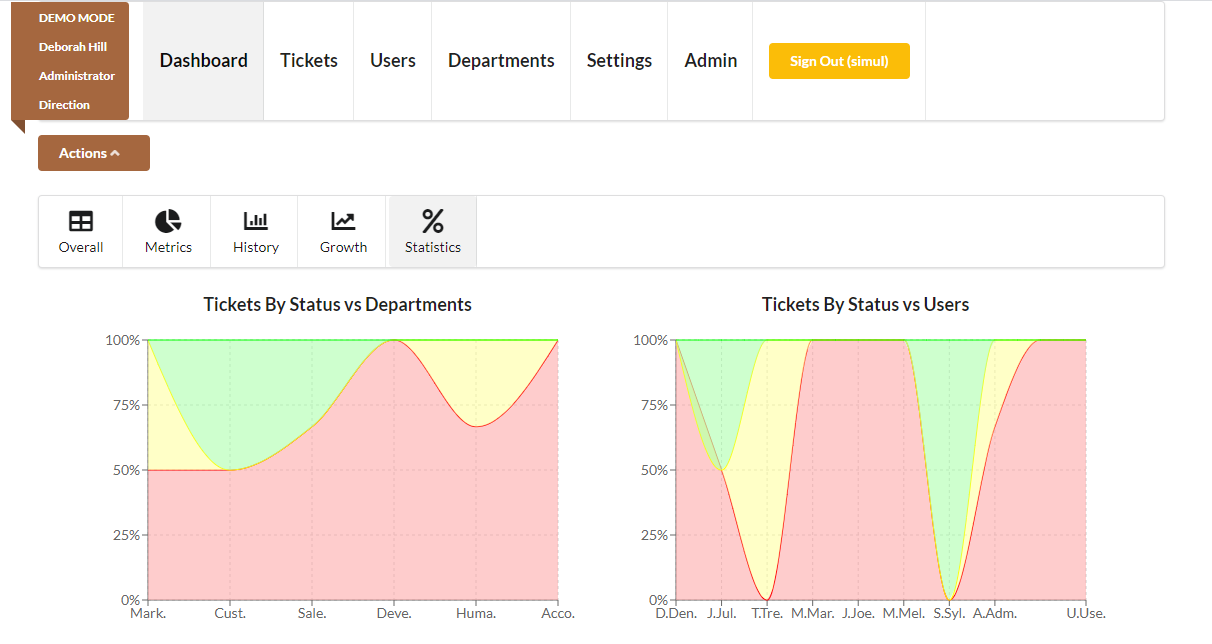 DEMO MODE
Deborah Hill
Administrator
Direction
Dashboard
Tickets
Users
Departments
Settings
Admin
Sign Out (simul)
Actions
Overall
Metrics
History
Growth
Statistics
Tickets By Status vs Departments
100%
75%
50%
25%
0%
Mark.
Cust.
Sale.
Deve.
Huma.
Acco.
Tickets By Status vs Users
100%
75%
50%
25%
0%
D.Den.
J.Jul.
T.Tre.
M.Mar.
J.Joe.
M.Mel.
S.Syl.
A.Adm.
U.Use.